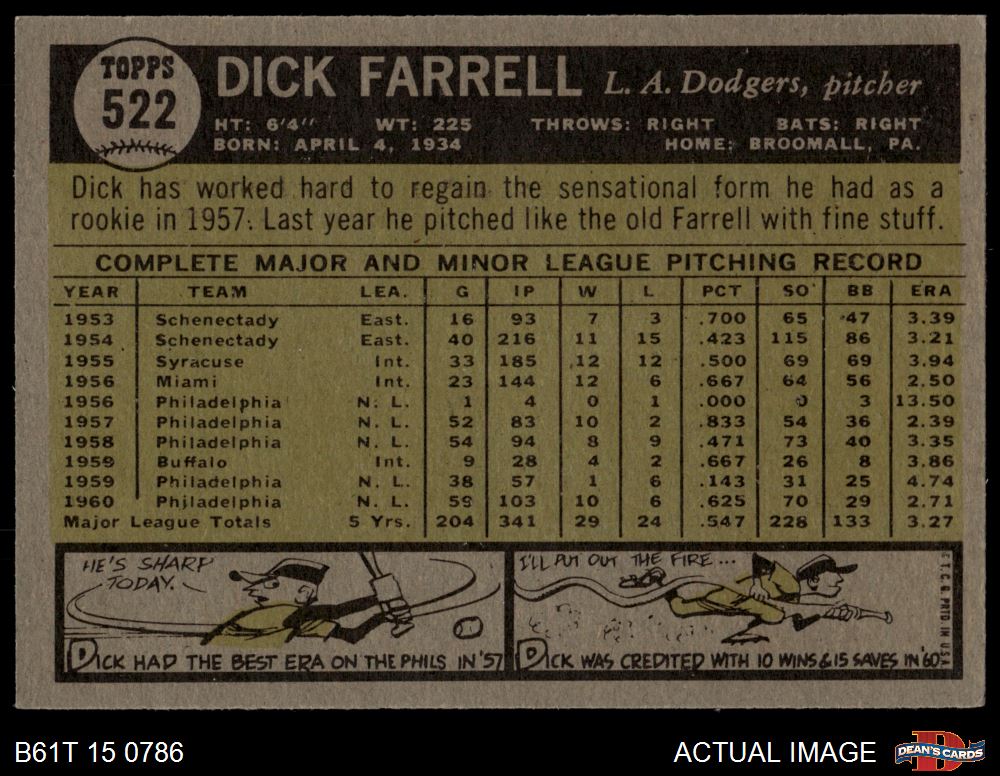 TOPPS
522
DICK FARRELL L. A. Dodgers, pitcher
HT: 6'4" WT: 225 THROWS: RIGHT BATS: RIGHT
BORN: APRIL 4, 1934 HOME: BROOMALL, PA.
Dick has worked hard to regain the sensational form he had as a
rookie in 1957. Last year he pitched like the old Farrell with fine stuff.
COMPLETE MAJOR AND MINOR LEAGUE PITCHING RECORD
YEAR TEAM LEA. G IP W L PCT SO BB ERA
1953 Schenectady East. 16 93 7 3 .700 65 47 3.39
1954 Schenectady East. 40 216 11 15 .423 115 86 3.21
1955 Syracuse Int. 33 185 12 12 .500 69 69 3.94
1956 Miami Int. 23 144 12 6 .667 64 56 2.50
1956 Philadelphia N. L. 1 4 0 1 .000 0 3 13.50
1957 Philadelphia N. L. 52 83 10 2 .833 54 36 2.39
1958 Philadelphia N. L. 54 94 8 9 .471 73 40 3.35
1959 Buffalo Int. 9 28 4 2 .667 26 8 3.86
1959 Philadelphia N. L. 38 57 1 6 .143 31 25 4.74
1960 Philadelphia N. L. 59 103 10 6 .625 70 29 2.71
Major League Totals 5 Yrs. 204 341 29 24 .547 228 133 3.27
HE'S SHARP
TODAY.
DICK HAD THE BEST ERA ON THE PHILS IN '57
I'LL PUT OUT THE FIRE...
DICK WAS CREDITED WITH 10 WINS & 15 SAVES IN '60
© T. C. G. PRTD IN U.S.A.
B61T 15 0786
ACTUAL IMAGE
D
DEAN'S CARDS